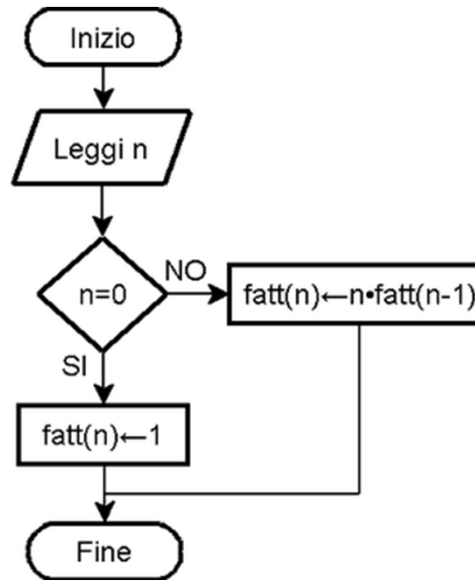 Inizio
Leggi n
n=0
NO
fatt(n)←n•fatt(n-1)
SI
fatt(n)←1
Fine